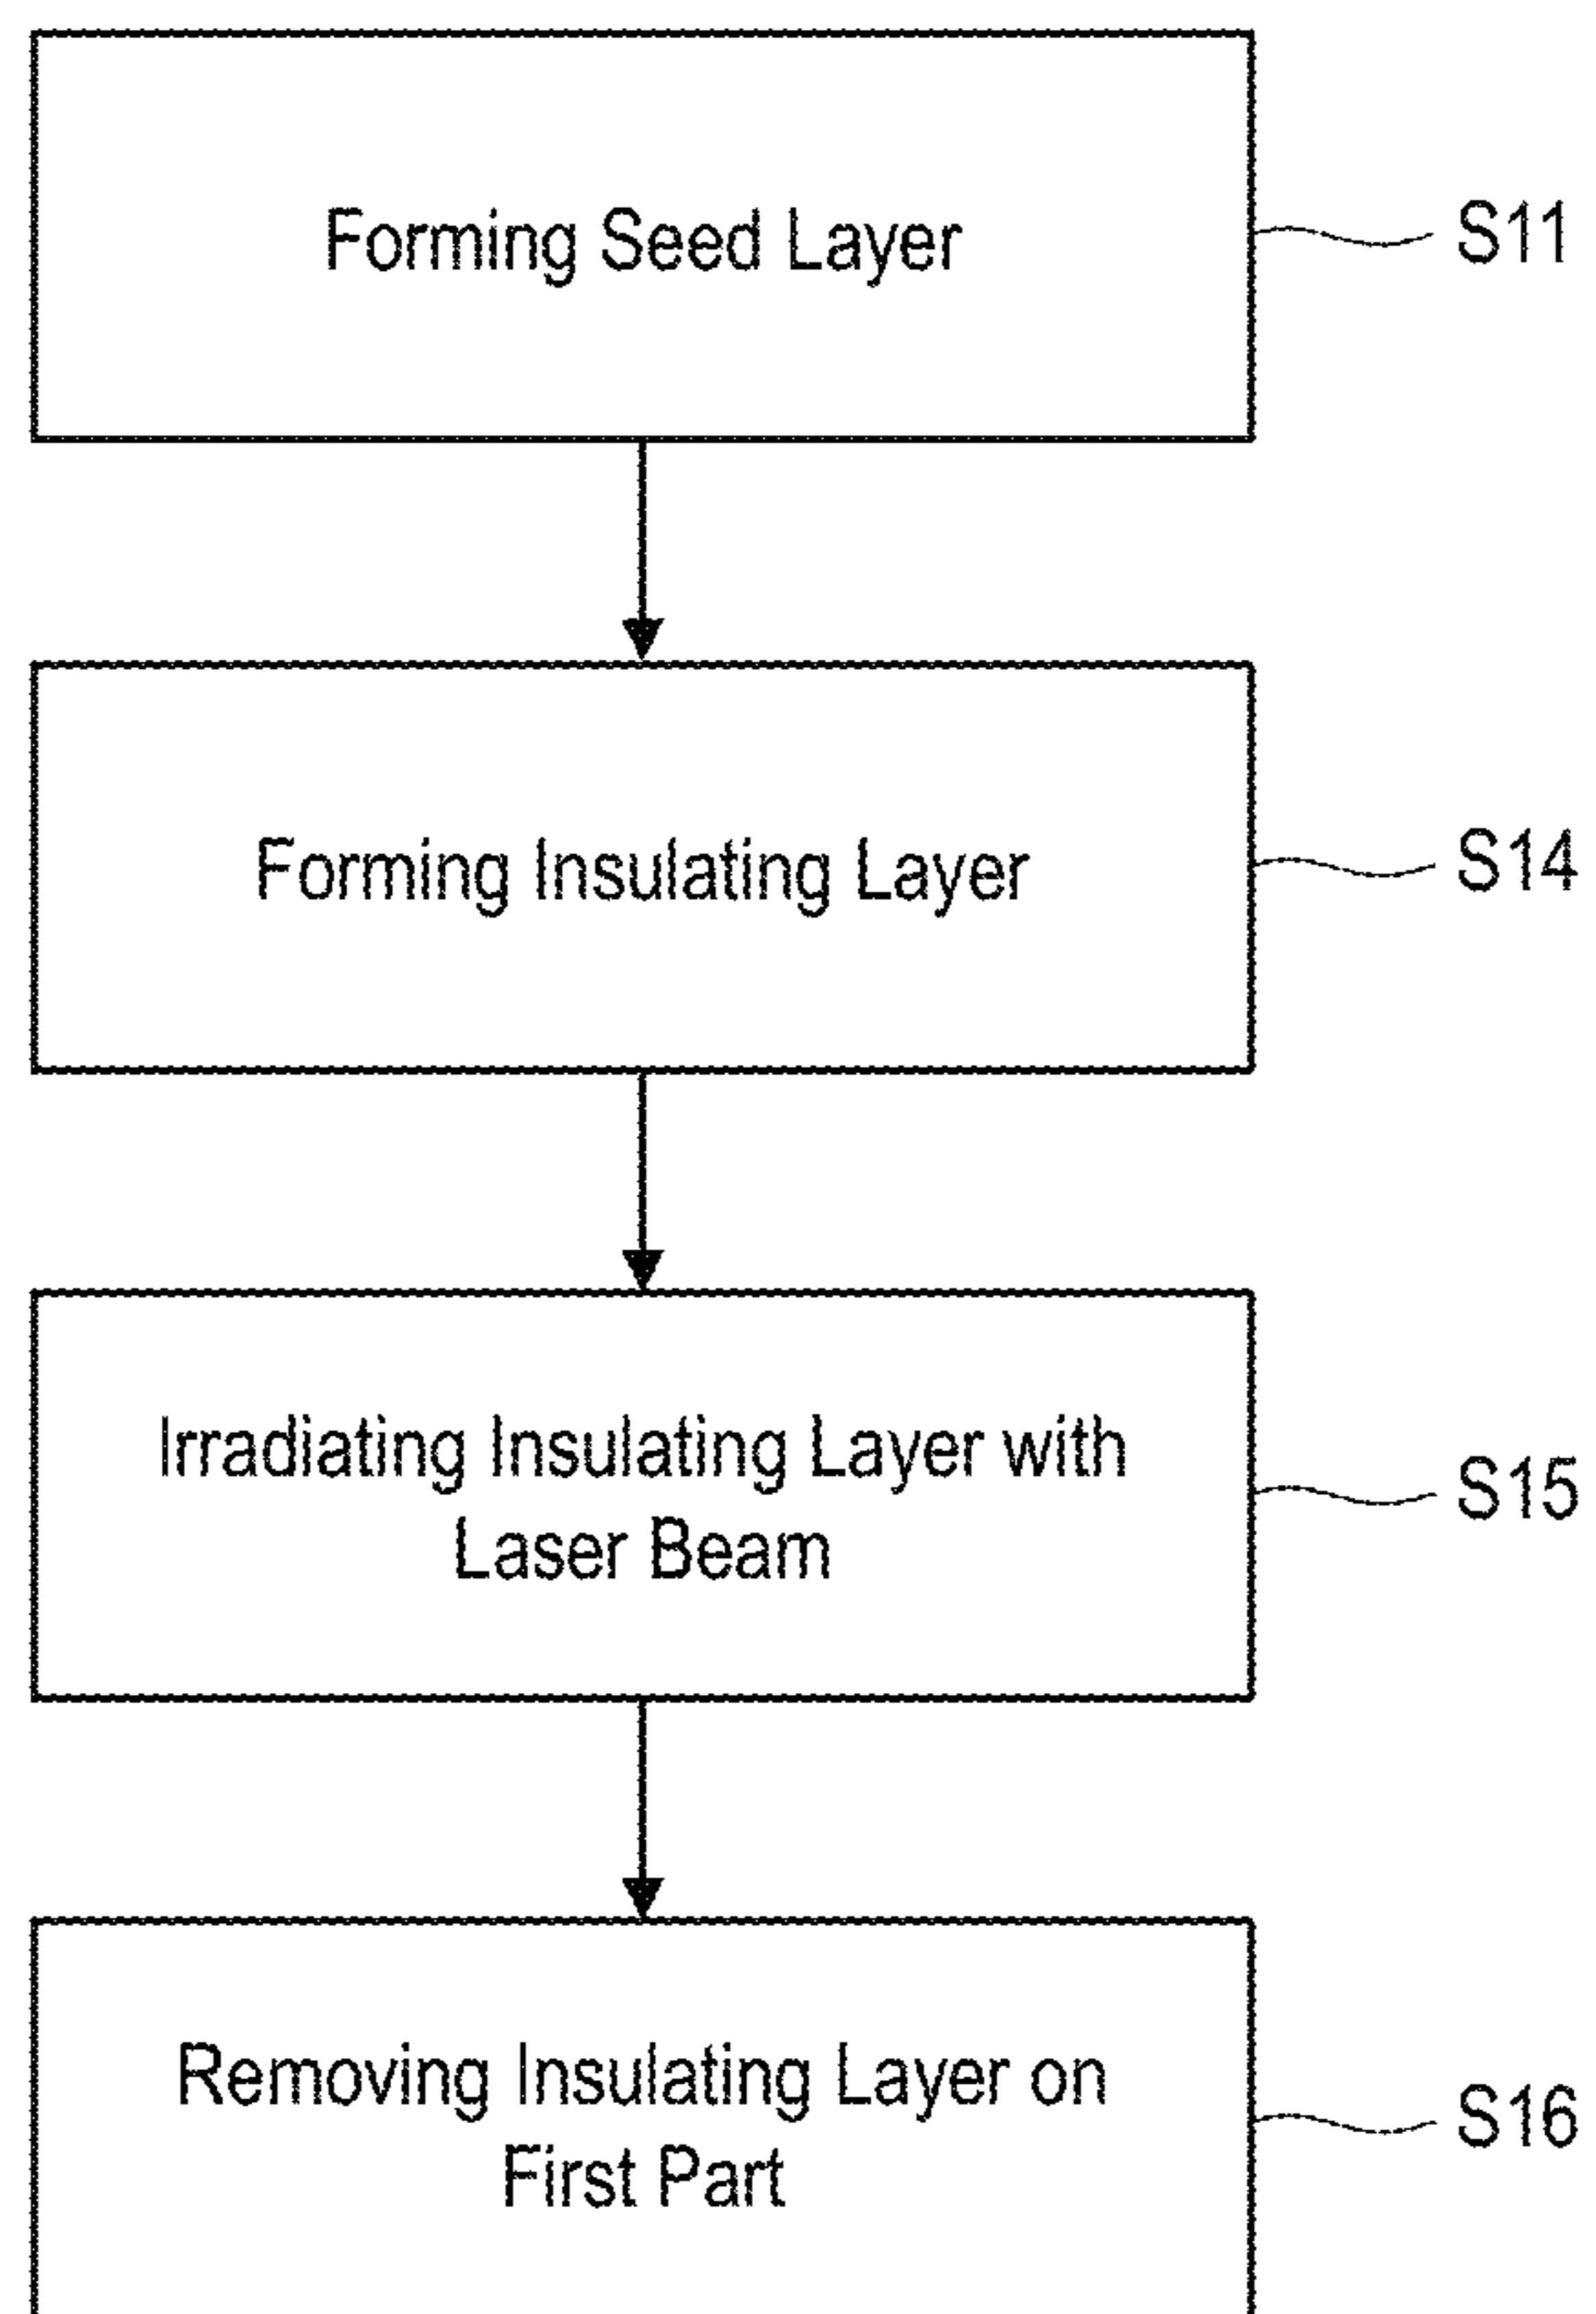 Forming Seed Layer
S11
Forming Insulating Layer
S14
Irradiating Insulating Layer with
Laser Beam
S15
Removing Insulating Layer on
First Part
S16